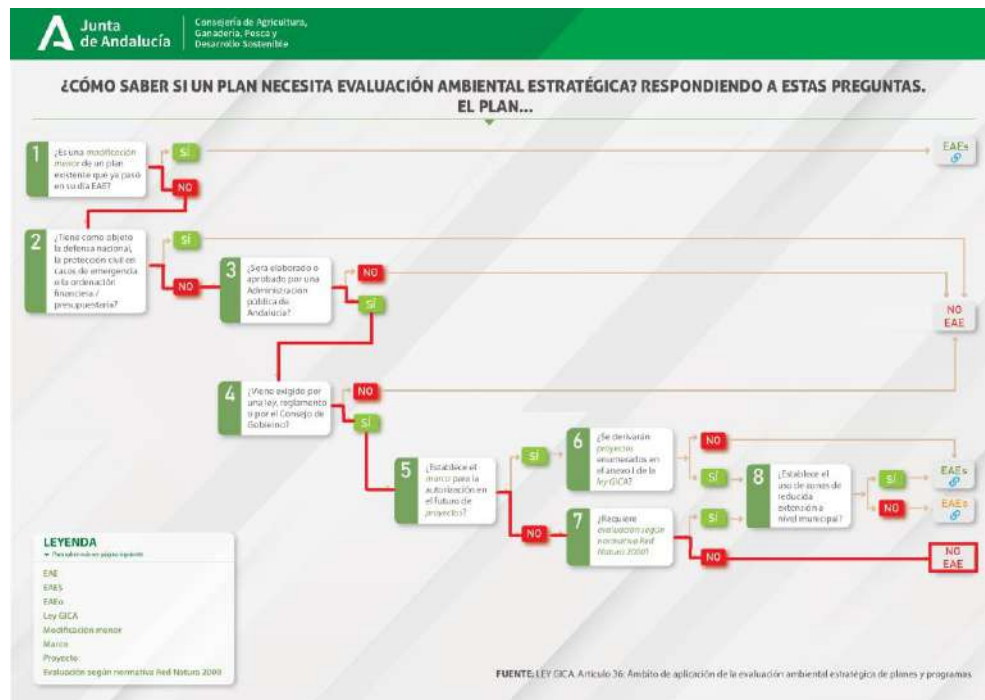 Junta
de Andalucía
Consejería de Agricultura,
Ganadería, Pesca y
Desarrollo Sostenible
¿CÓMO SABER SI UN PLAN NECESITA EVALUACIÓN AMBIENTAL ESTRATÉGICA? RESPONDIENDO A ESTAS PREGUNTAS.
EL PLAN...
1
¿Es una modificación
menor de un plan
existente que ya pasó
en su día EAE?
SÍ
NO
EAEs
2
¿Tiene como objeto
la defensa nacional,
la protección civil en
casos de emergencia
o la ordenación
financiera /
presupuestaria?
SÍ
NO
3
¿Será elaborado o
aprobado por una
Administración
pública de
Andalucía?
NO
SÍ
NO
EAE
4
¿Viene exigido por
una ley, reglamento
o por el Consejo de
Gobierno?
NO
SÍ
5
¿Establece el
marco para la
autorización en
el futuro de
proyectos?
SÍ
NO
6
¿Se derivarán
proyectos
enumerados en
el anexo I de la
ley GICA?
NO
SÍ
7
¿Requiere
evaluación según
normativa Red
Natura 2000?
SÍ
NO
8
¿Establece el
uso de zonas de
reducida
extensión a
nivel municipal?
SÍ
NO
EAEs
EAEo
NO
EAE
LEYENDA
Para saber más en página siguiente
EAE
EAES
EAEo
Ley GICA
Modificación menor
Marco
Proyecto
Evaluación según normativa Red Natura 2000
FUENTE: LEY GICA. Artículo 36: Ámbito de aplicación de la evaluación ambiental estratégica de planes y programas